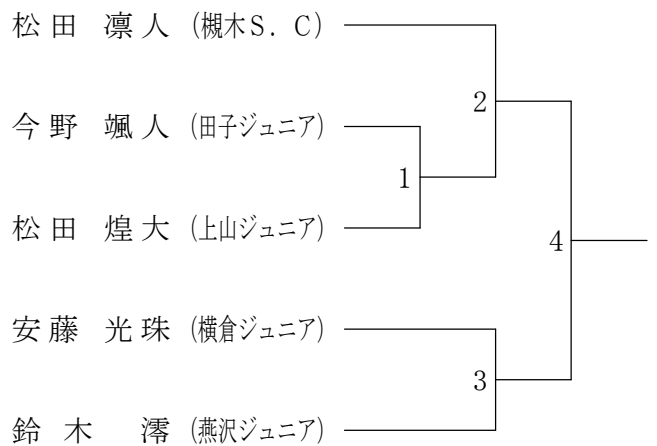 松田 凛人 (槻木S.C)
2
今野 颯人 (田子ジュニア)
1
松田 煌大 (上山ジュニア)
4
安藤 光珠 (横倉ジュニア)
3
鈴木 澪 (燕沢ジュニア)